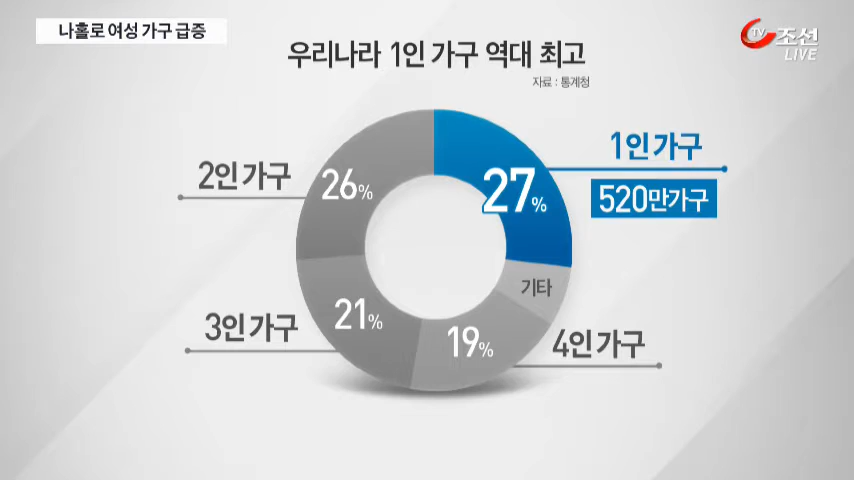 나홀로 여성 가구 급증
TV조선
LIVE
우리나라 1인 가구 역대 최고
자료 : 통계청
1인 가구
27%
520만가구
2인 가구
26%
기타
3인 가구
21%
19%
4인 가구